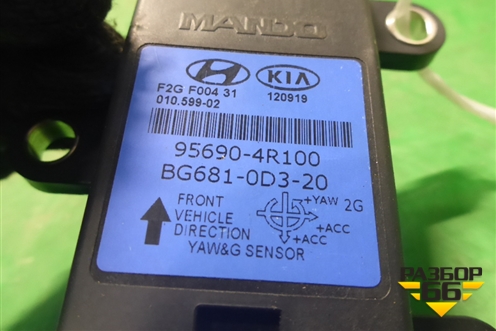 MANDO
HYUNDAI KIA
F2G F004 31 120919
010.599-02
95690-4R100
BG681-0D3-20
FRONT
VEHICLE
DIRECTION
+YAW 2G
+ACC
+ACC
YAW&G SENSOR
РАЗБОР
66